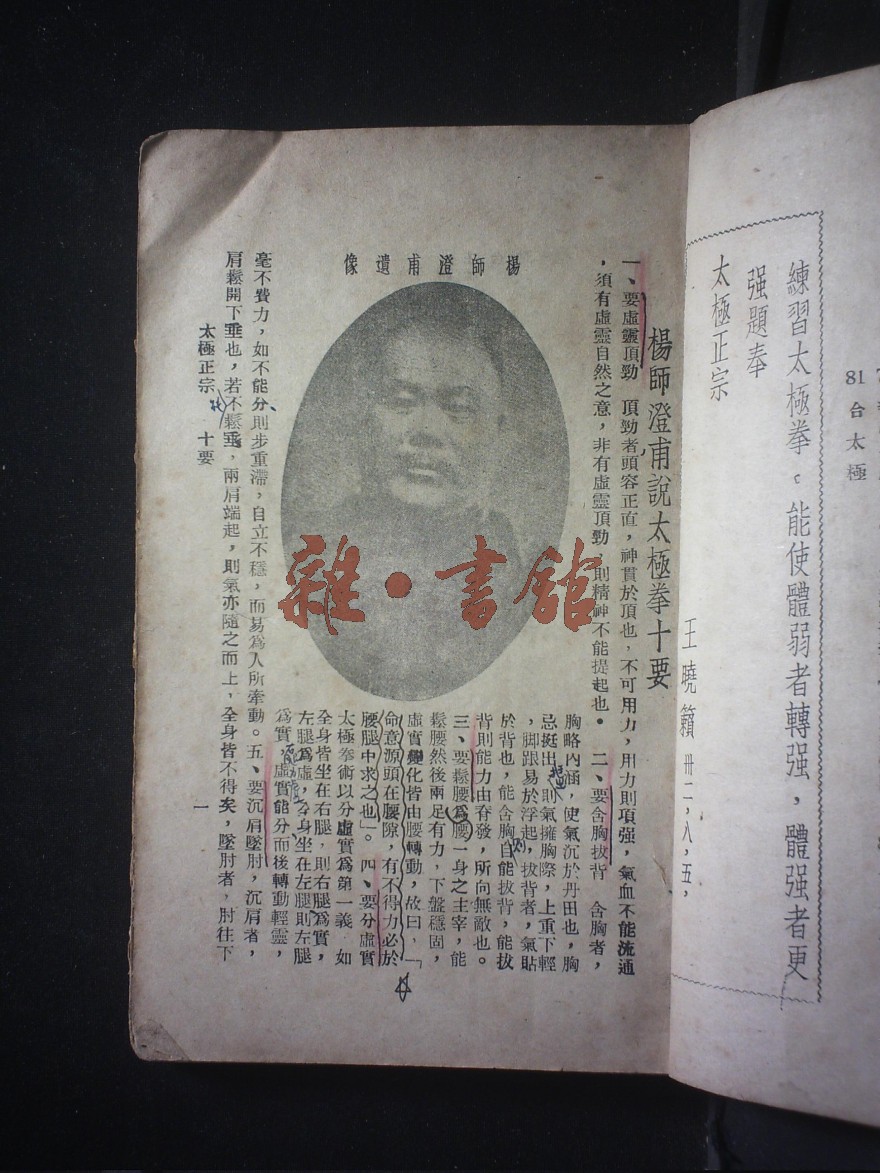 練習太極拳，能使體弱者轉强，體强者更
强題奉
太極正宗
王曉籟 卅二，八，五，
81
合太極
楊師澄甫說太極拳十要
一、要虛靈頂勁 頂勁者頭容正直，神貫於頂也，不可用力，用力則項强，氣血不能流通
，須有虛靈自然之意，非有虛靈頂勁，則精神不能提起也。 二、要含胸拔背 含胸者，
胸略內涵，使氣沉於丹田也，胸
忌挺出，則氣擁胸際，上重下輕
，脚跟易於浮起，拔背者，氣貼
於背也，能含胸自能拔背，能拔
背則能力由脊發，所向無敵也。
三、要鬆腰 腰爲一身之主宰，能
鬆腰然後兩足有力，下盤穩固，
虛實變化皆由腰轉動，故曰，「
命意源頭在腰隙，有不得力必於
腰腿中求之也」。 四、要分虛實
太極拳術以分虛實爲第一義 如
全身皆坐在右腿，則右腿爲實，
左腿爲虛，全身坐在左腿則左腿
爲實，虛實能分而後轉動輕靈，
楊師澄甫遺像
毫不費力，如不能分，則步重滯，自立不穩，而易爲人所牽動。五、要沉肩墜肘，沉肩者，
肩鬆開下垂也，若不鬆垂，兩肩端起，則氣亦隨之而上，全身皆不得矣，墜肘者，肘往下
太極正宗 十要 一
雜·書館